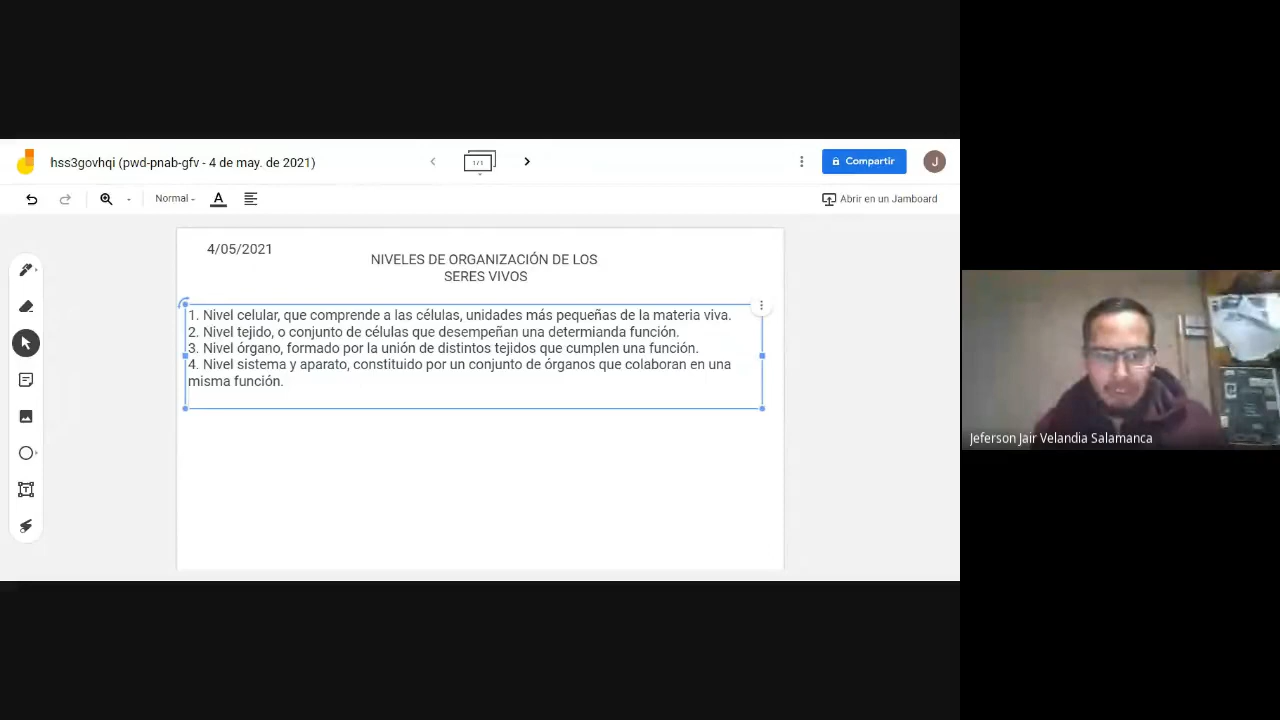 hss3govhqi (pwd-pnab-gfv - 4 de may. de 2021)
1/1
Compartir
J
Normal
A
Abrir en un Jamboard
4/05/2021
NIVELES DE ORGANIZACIÓN DE LOS
SERES VIVOS
1. Nivel celular, que comprende a las células, unidades más pequeñas de la materia viva.
2. Nivel tejido, o conjunto de células que desempeñan una determianda función.
3. Nivel órgano, formado por la unión de distintos tejidos que cumplen una función.
4. Nivel sistema y aparato, constituido por un conjunto de órganos que colaboran en una
misma función.
Jeferson Jair Velandia Salamanca